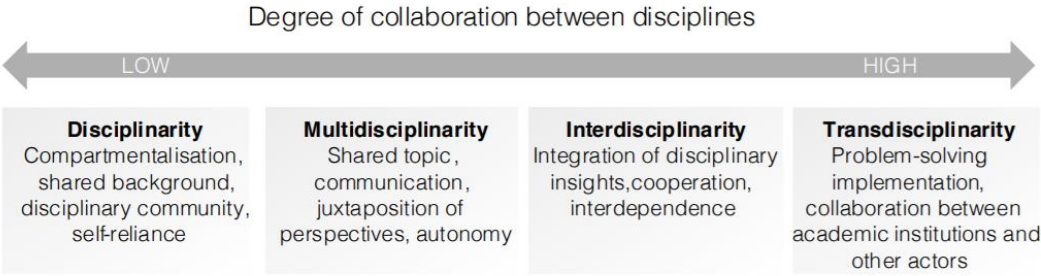 Degree of collaboration between disciplines
LOW
HIGH
Disciplinarity
Compartmentalisation,
shared background,
disciplinary community,
self-reliance
Multidisciplinarity
Shared topic,
communication,
juxtaposition of
perspectives, autonomy
Interdisciplinarity
Integration of disciplinary
insights,cooperation,
interdependence
Transdisciplinarity
Problem-solving
implementation,
collaboration between
academic institutions and
other actors